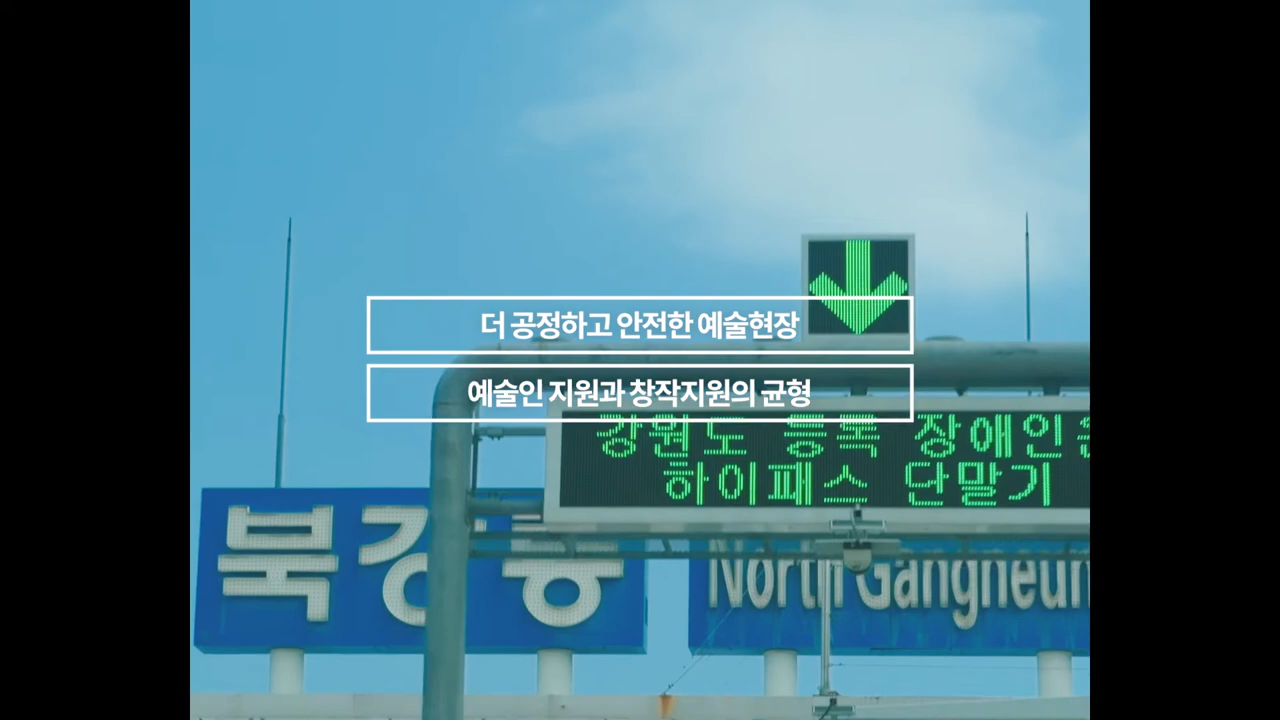 더 공정하고 안전한 예술현장
예술인 지원과 창작지원의 균형
강원도 등록 장애인
하이패스 단말기
북강릉
North Gangneun